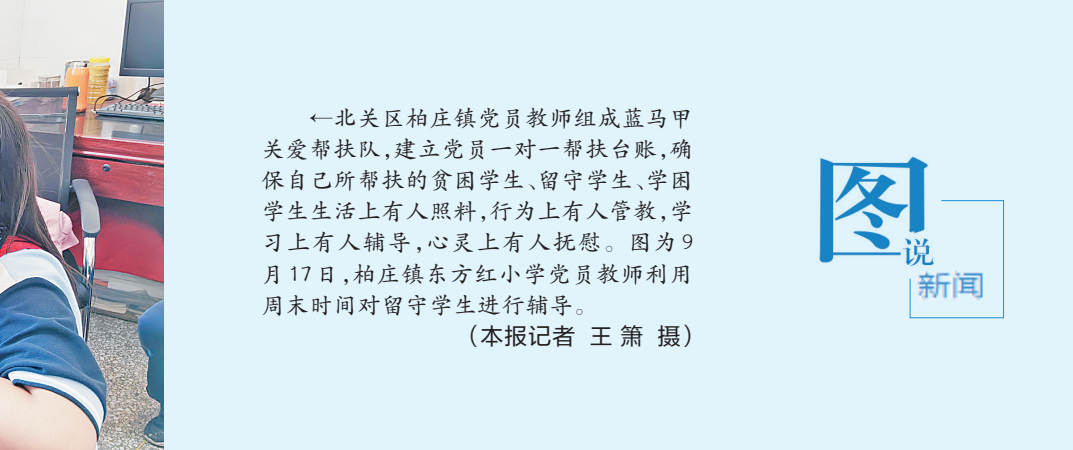 ←北关区柏庄镇党员教师组成蓝马甲
关爱帮扶队,建立党员一对一帮扶台账,确
保自己所帮扶的贫困学生、留守学生、学困
学生生活上有人照料,行为上有人管教,学
习上有人辅导,心灵上有人抚慰。图为9
月17日,柏庄镇东方红小学党员教师利用
周末时间对留守学生进行辅导。
(本报记者 王 箫 摄)
图说
新闻